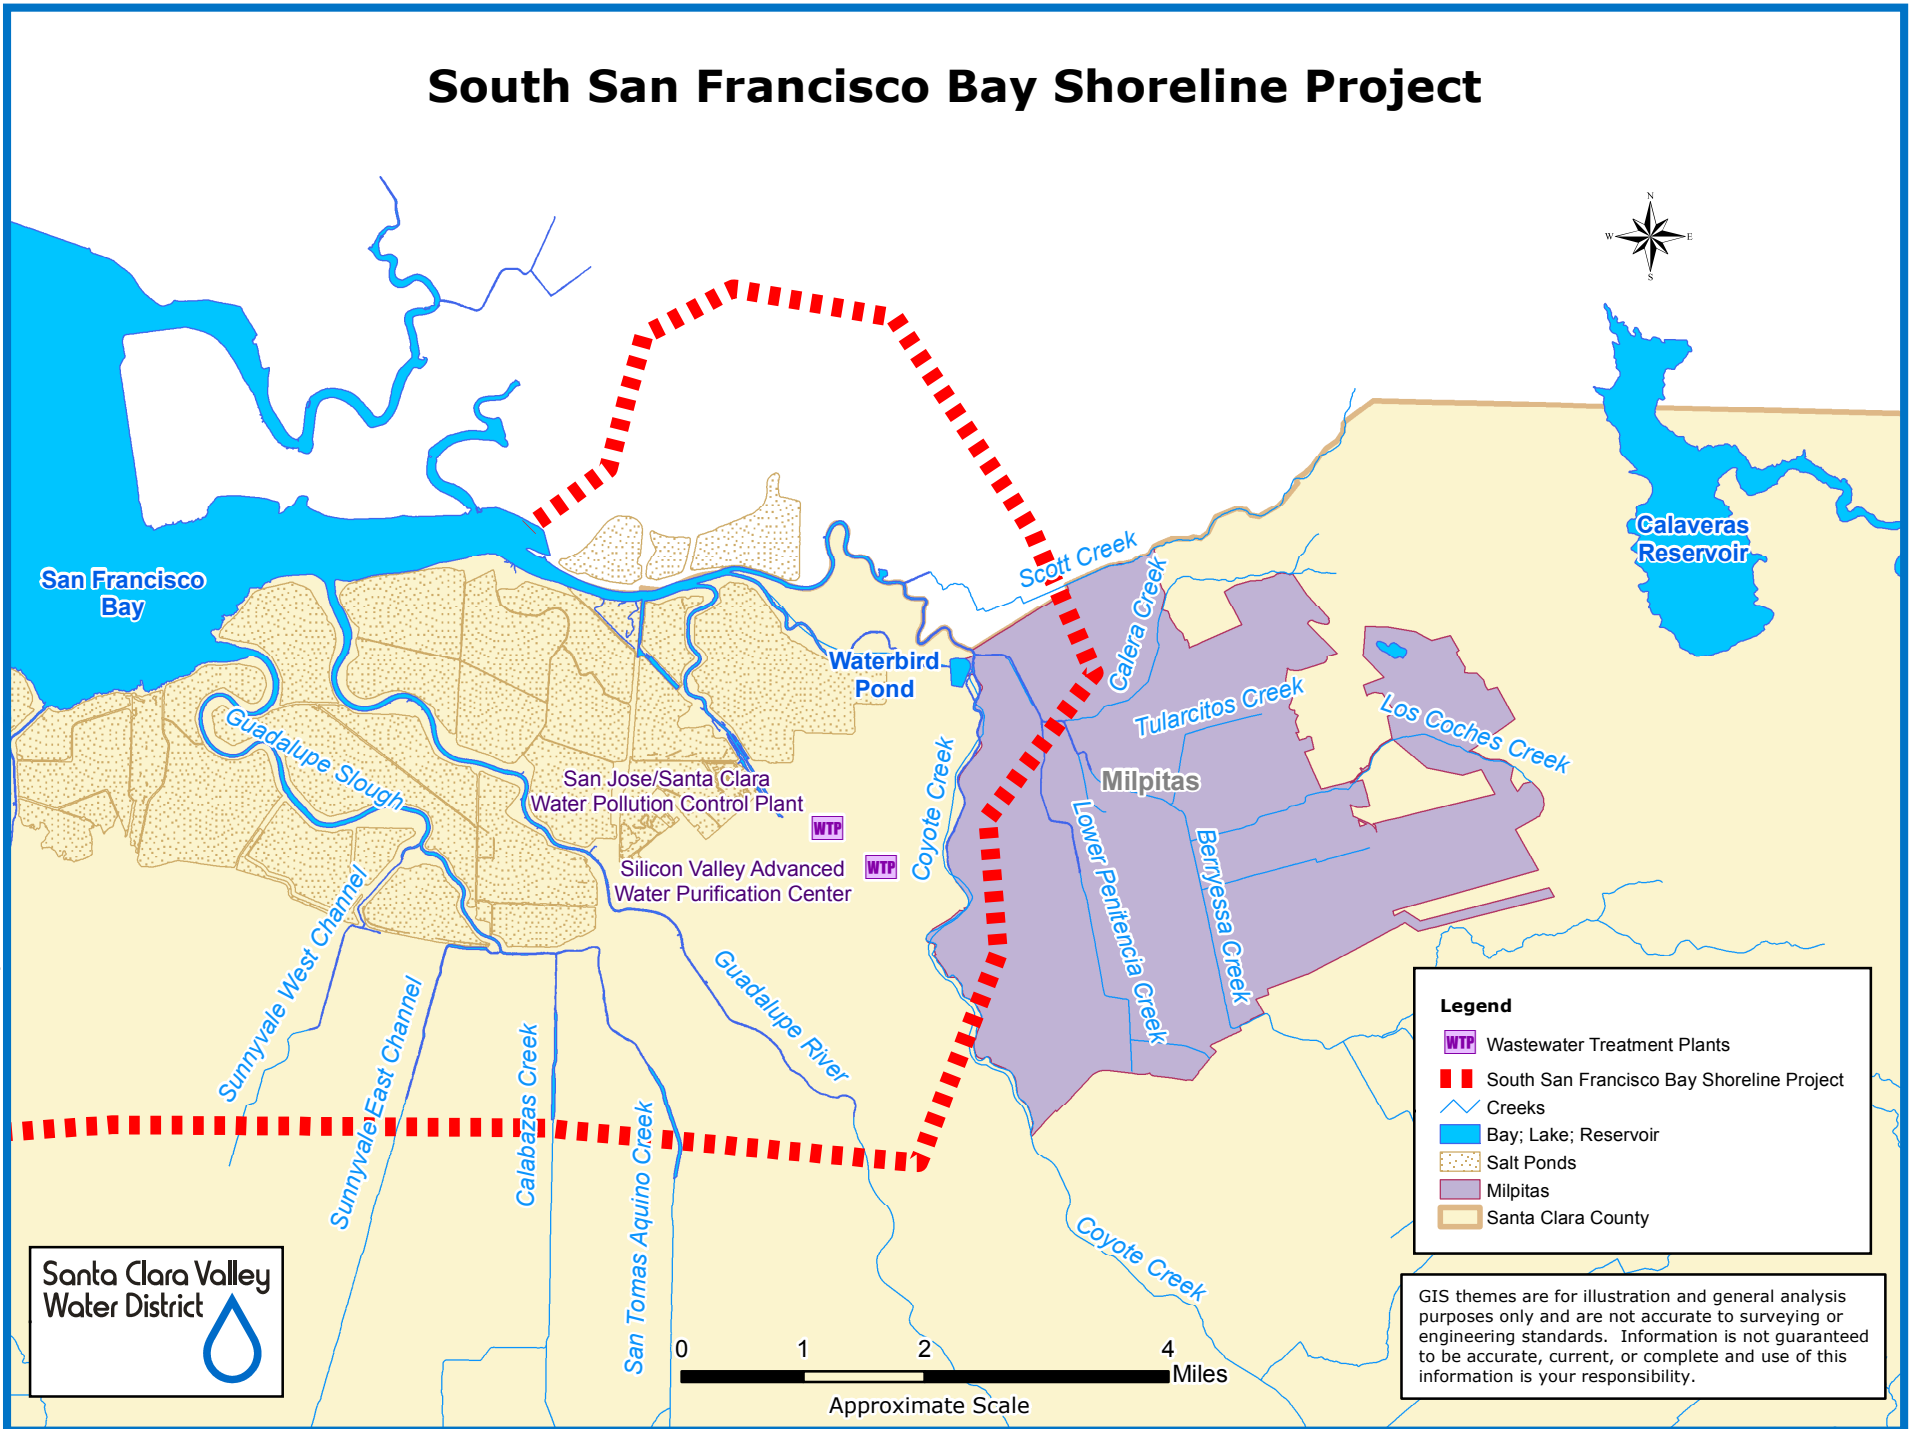 South San Francisco Bay Shoreline Project
N
W
E
S
San Francisco
Bay
Calaveras
Reservoir
Scott Creek
Calera Creek
Waterbird
Pond
Tularcitos Creek
Los Coches Creek
Guadalupe Slough
San Jose/Santa Clara
Water Pollution Control Plant
WTP
Silicon Valley Advanced
Water Purification Center
WTP
Coyote Creek
Milpitas
Lower Penitencia Creek
Berryessa Creek
Sunnyvale West Channel
Sunnyvale East Channel
Calabazas Creek
San Tomas Aquino Creek
Guadalupe River
Coyote Creek
Legend
WTP Wastewater Treatment Plants
South San Francisco Bay Shoreline Project
Creeks
Bay; Lake; Reservoir
Salt Ponds
Milpitas
Santa Clara County
Santa Clara Valley
Water District
0 1 2 4
Miles
Approximate Scale
GIS themes are for illustration and general analysis
purposes only and are not accurate to surveying or
engineering standards. Information is not guaranteed
to be accurate, current, or complete and use of this
information is your responsibility.